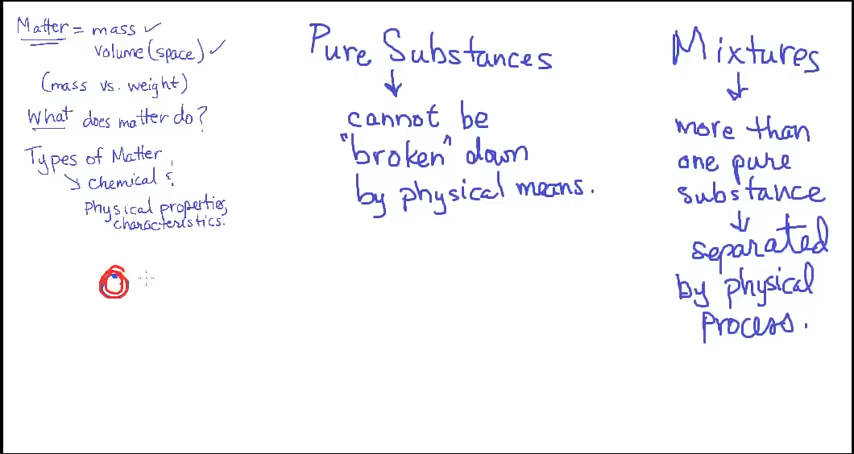 Matter = mass ✓
volume (space) ✓
(mass vs. weight)
What does matter do?
Types of Matter
↘ chemical &
Physical properties,
characteristics.
Pure Substances
↓
cannot be
"broken" down
by physical means.
Mixtures
↓
more than
one pure
substance
↓
separated
by physical
Process.